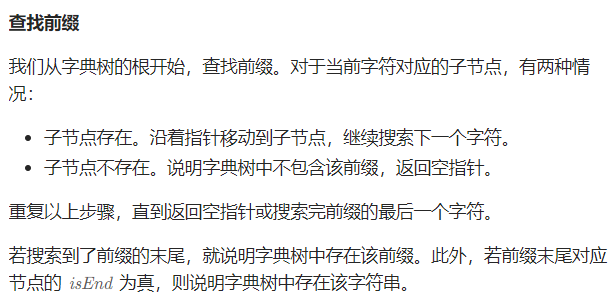 查找前缀
我们从字典树的根开始，查找前缀。对于当前字符对应的子节点，有两种情
况：
• 子节点存在。沿着指针移动到子节点，继续搜索下一个字符。
• 子节点不存在。说明字典树中不包含该前缀，返回空指针。
重复以上步骤，直到返回空指针或搜索完前缀的最后一个字符。
若搜索到了前缀的末尾，就说明字典树中存在该前缀。此外，若前缀末尾对应
节点的 isEnd 为真，则说明字典树中存在该字符串。